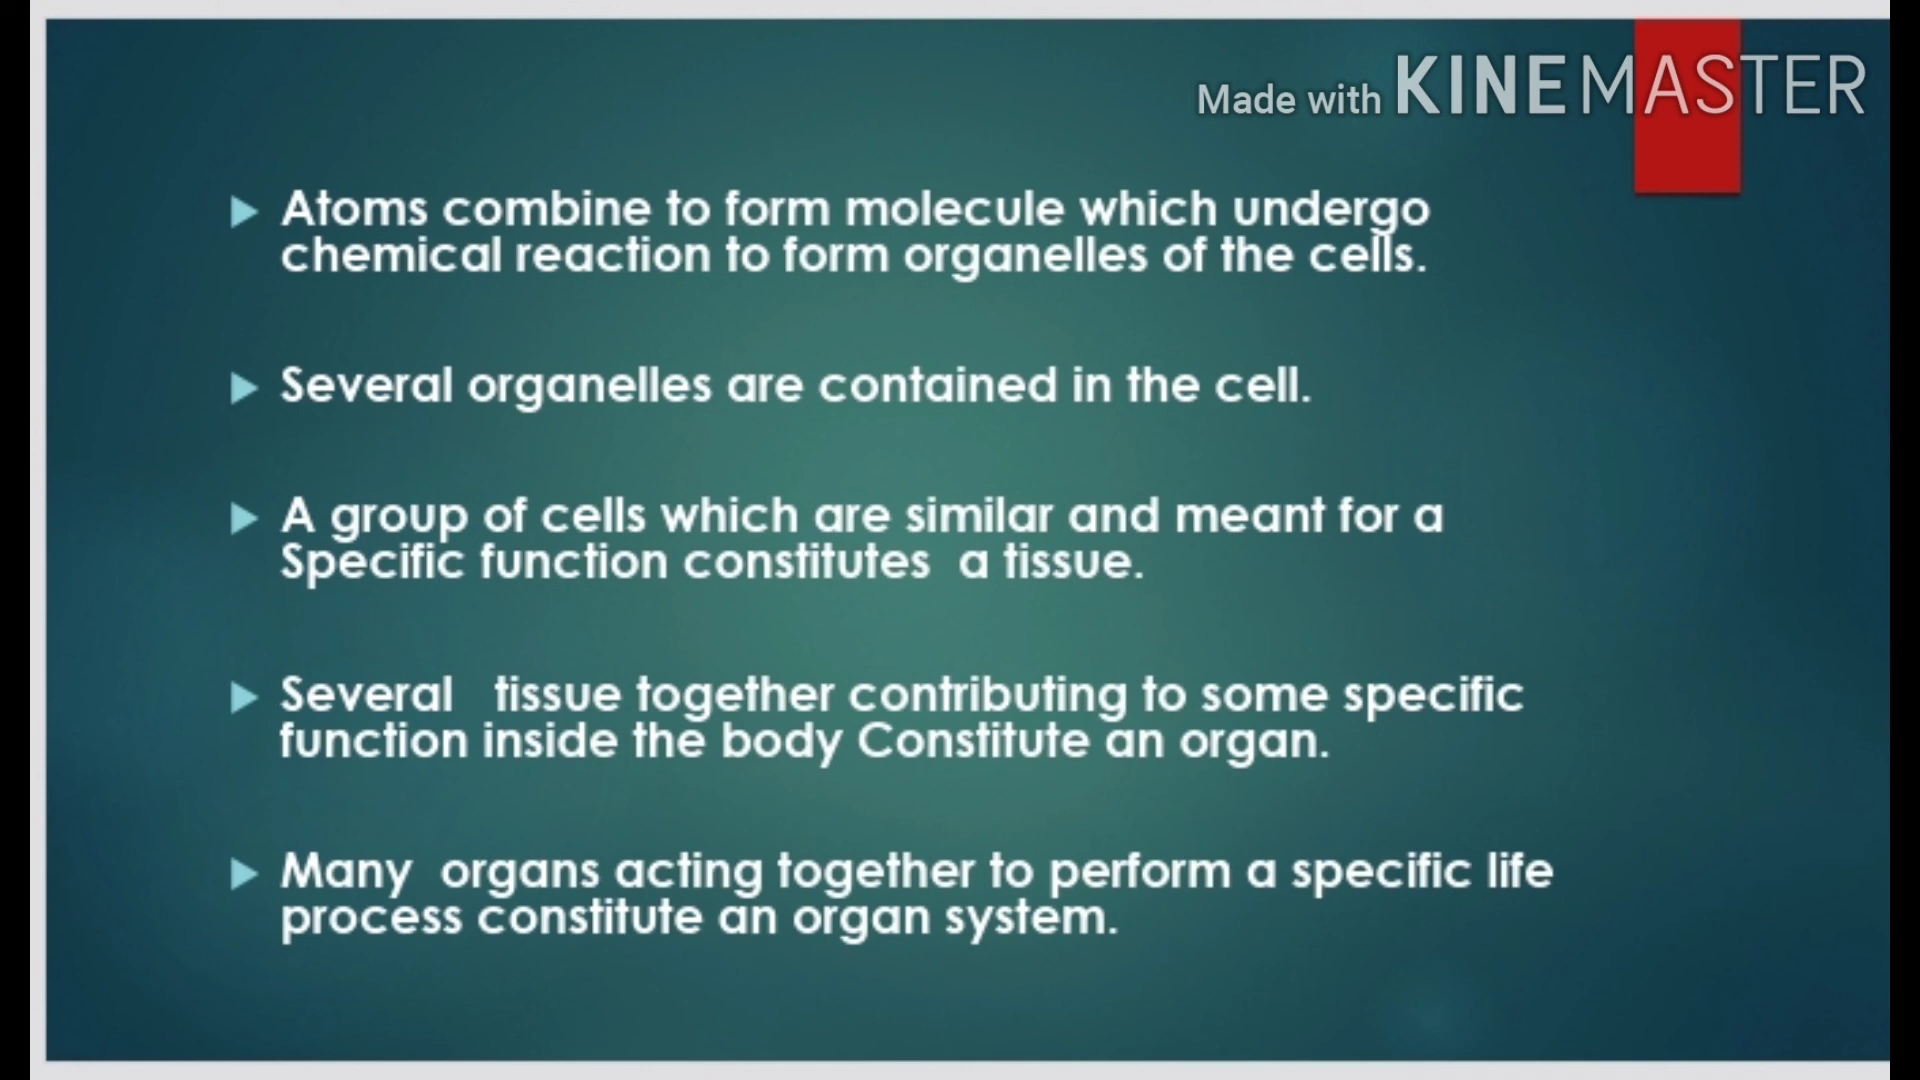 Made with KINEMASTER
Atoms combine to form molecule which undergo
chemical reaction to form organelles of the cells.
Several organelles are contained in the cell.
A group of cells which are similar and meant for a
Specific function constitutes  a tissue.
Several   tissue together contributing to some specific
function inside the body Constitute an organ.
Many  organs acting together to perform a specific life
process constitute an organ system.